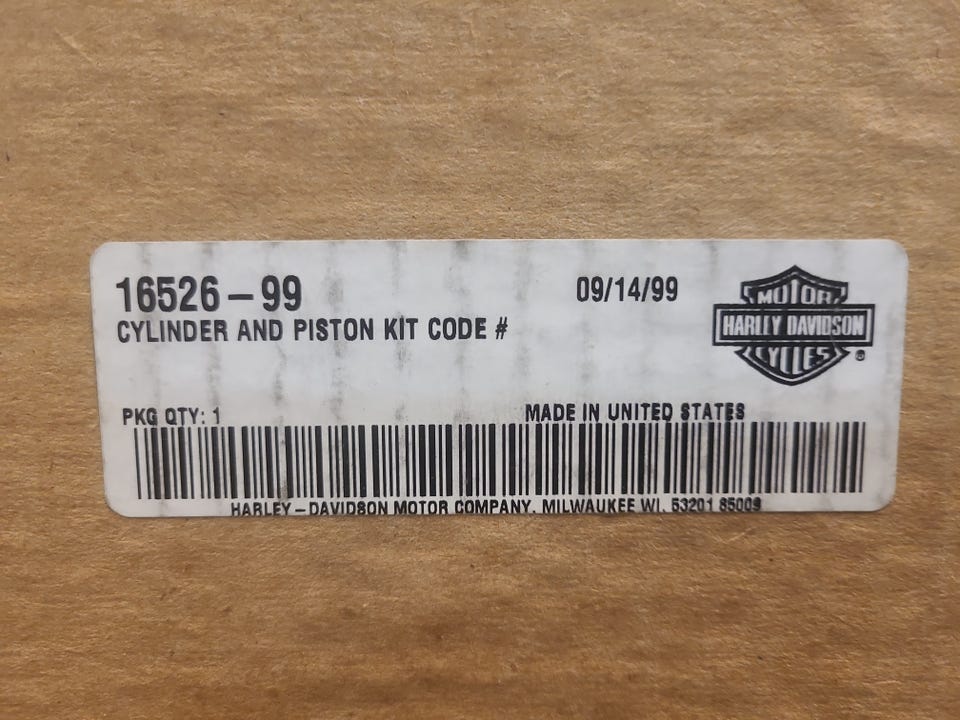 16526-99
09/14/99
CYLINDER AND PISTON KIT CODE #
MOTOR
HARLEY-DAVIDSON
CYCLES
®
PKG QTY: 1
MADE IN UNITED STATES
HARLEY-DAVIDSON MOTOR COMPANY. MILWAUKEE WI. 53201 85009